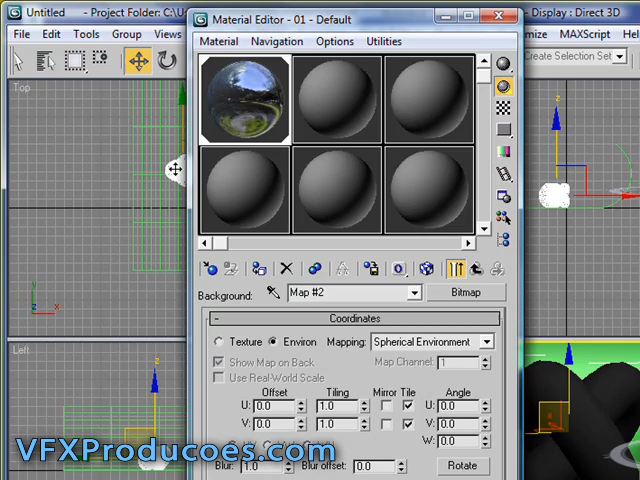 Untitled - Project Folder: C:\U
Material Editor - 01 - Default
- Display : Direct 3D
File Edit Tools Group Views
Material Navigation Options Utilities
MAXScript Help
Create Selection Set
Top
z
y
z x
Background: Map #2 Bitmap
- Coordinates
Texture Environ Mapping: Spherical Environment
Show Map on Back Map Channel: 1
Use Real-World Scale
Offset Tiling Mirror Tile Angle
U: 0.0 1.0 U: 0.0
V: 0.0 1.0 V: 0.0
W: 0.0
Blur: 1.0 Blur offset: 0.0 Rotate
Left
z
VFXProducoes.com